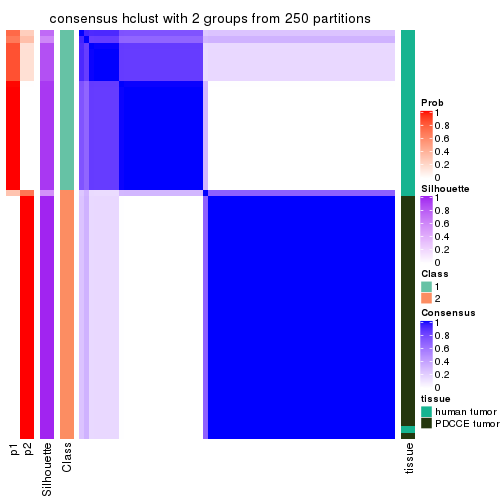 consensus hclust with 2 groups from 250 partitions
Prob
1
0.8
0.6
0.4
0.2
0
Silhouette
1
0.8
0.6
0.4
0.2
0
Class
1
2
Consensus
1
0.8
0.6
0.4
0.2
0
tissue
human tumor
PDCCE tumor
p1
p2
Silhouette
Class
tissue